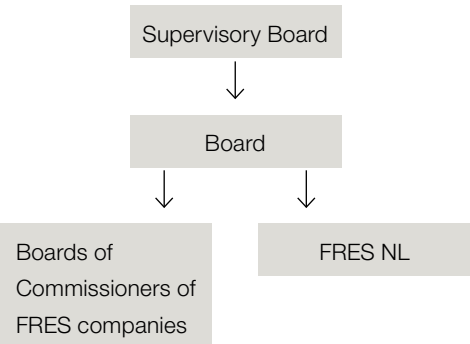 Supervisory Board
Board
Boards of
Commissioners of
FRES companies
FRES NL